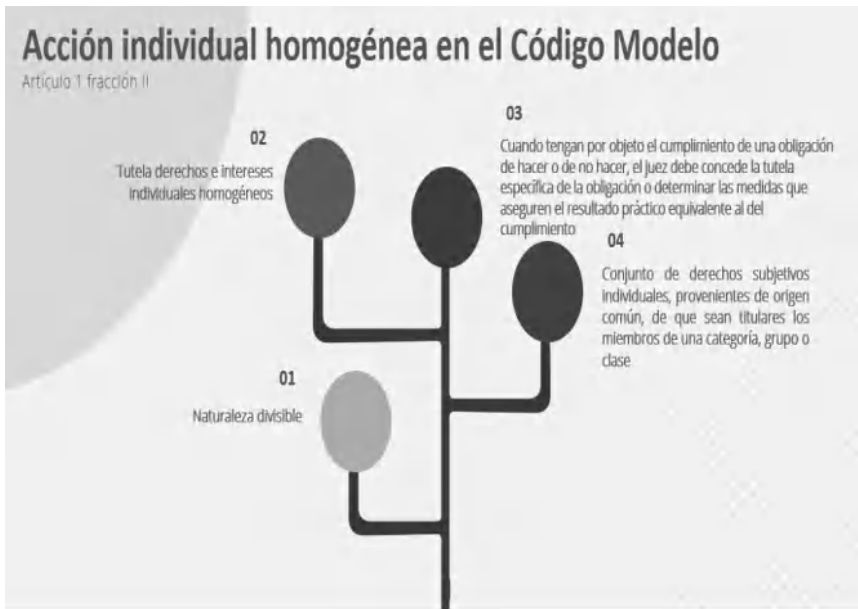 Acción individual homogénea en el Código Modelo
Artículo 1 fracción II
02
Tutela derechos e intereses
individuales homogéneos
03
Cuando tengan por objeto el cumplimiento de una obligación
de hacer o de no hacer, el juez debe concede la tutela
específica de la obligación o determinar las medidas que
aseguren el resultado práctico equivalente al del
cumplimiento
04
Conjunto de derechos subjetivos
individuales, provenientes de origen
común, de que sean titulares los
miembros de una categoría, grupo o
clase
01
Naturaleza divisible